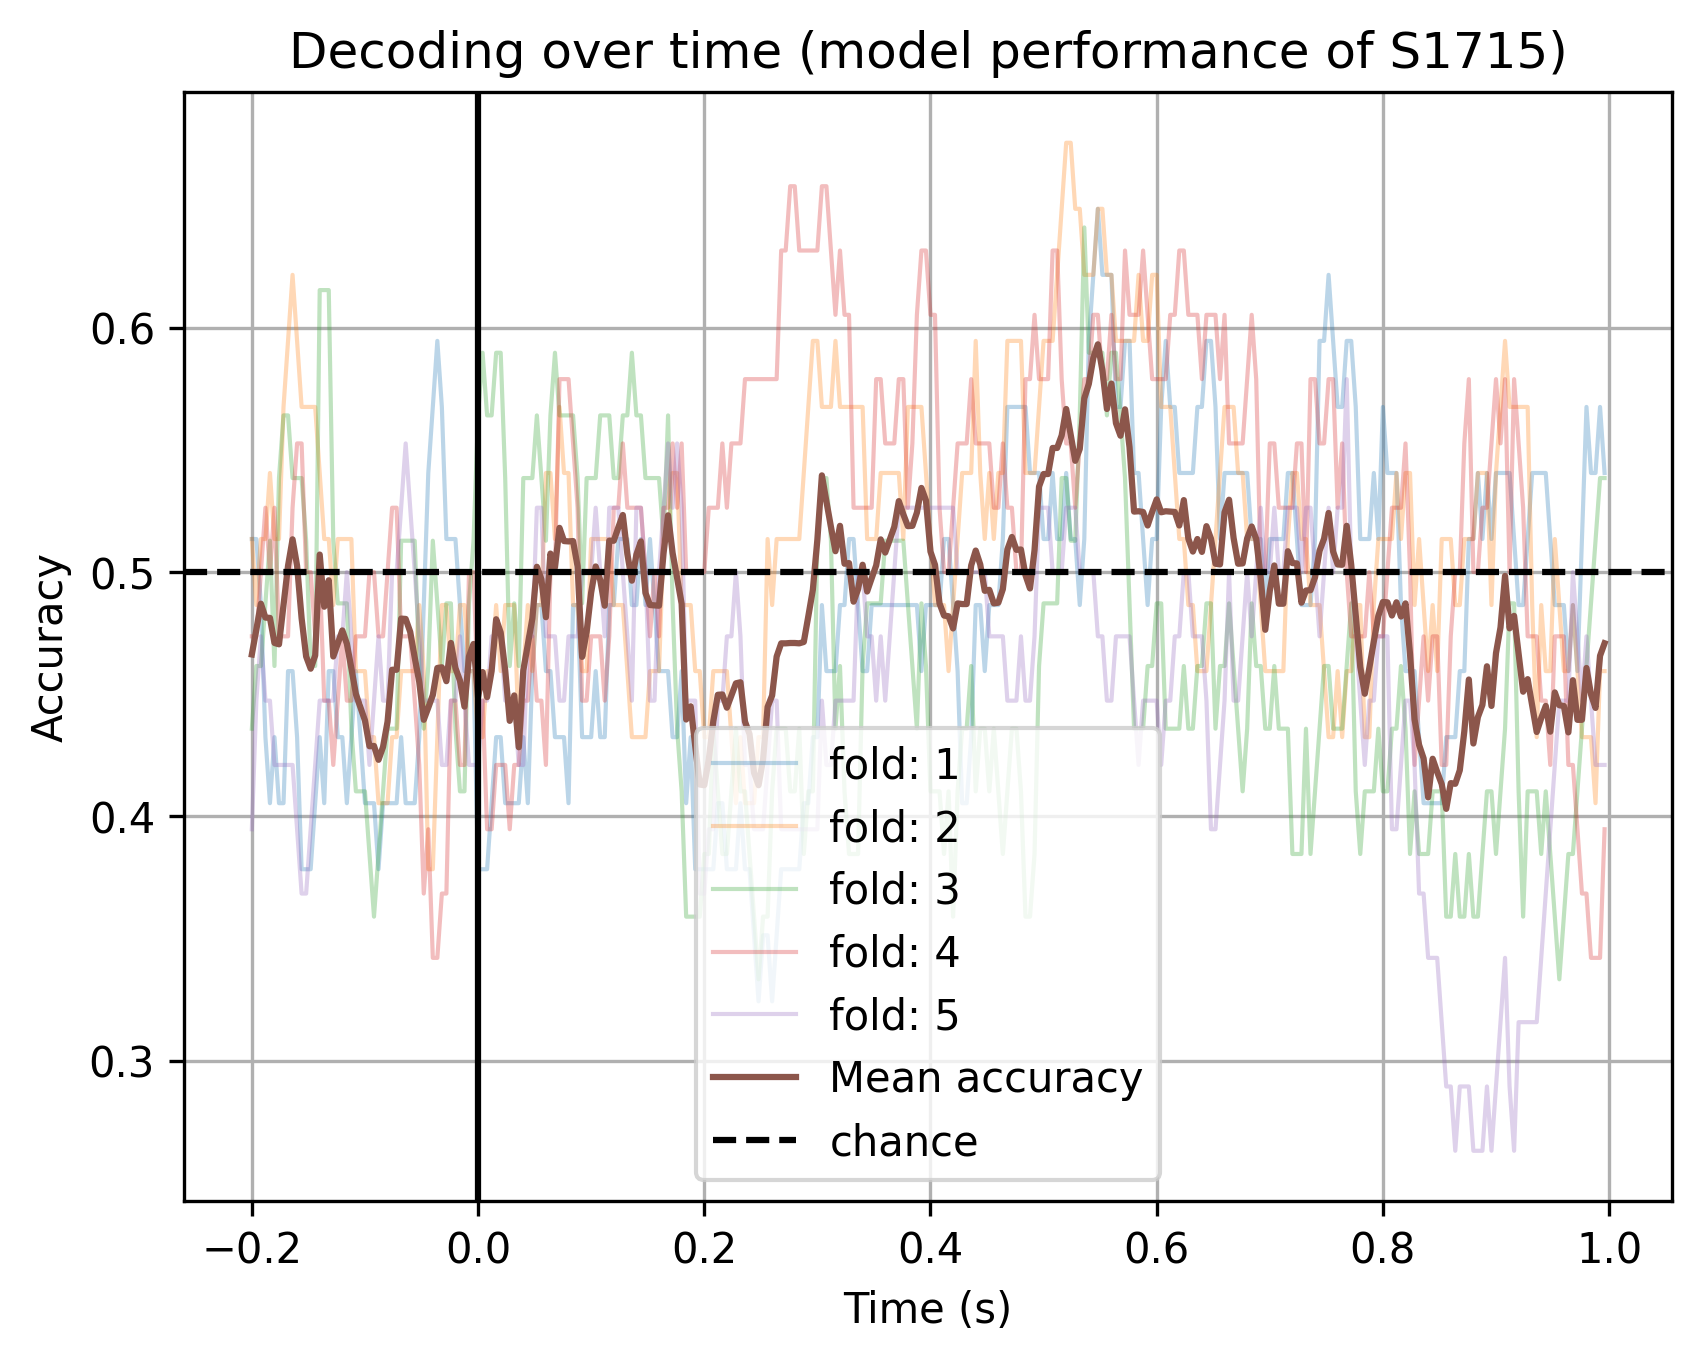 Decoding over time (model performance of S1715)
Accuracy
0.6
0.5
0.4
0.3
fold: 1
fold: 2
fold: 3
fold: 4
fold: 5
Mean accuracy
chance
−0.2 0.0 0.2 0.4 0.6 0.8 1.0
Time (s)